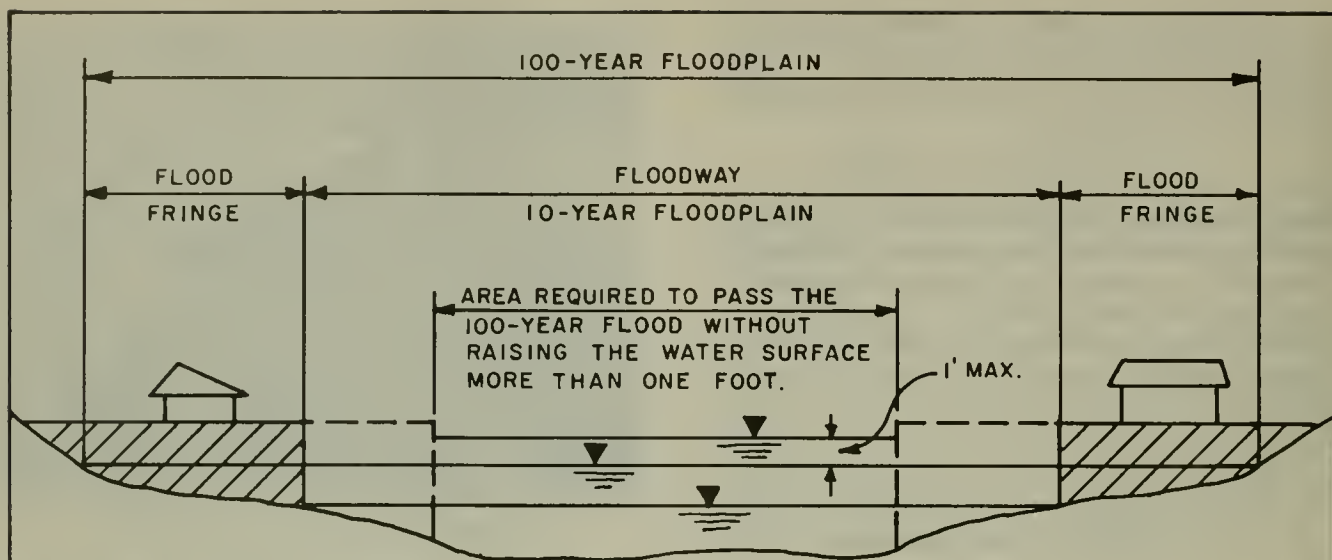 100-YEAR FLOODPLAIN
FLOOD
FRINGE
FLOODWAY
10-YEAR FLOODPLAIN
FLOOD
FRINGE
AREA REQUIRED TO PASS THE
100-YEAR FLOOD WITHOUT
RAISING THE WATER SURFACE
MORE THAN ONE FOOT.
1' MAX.